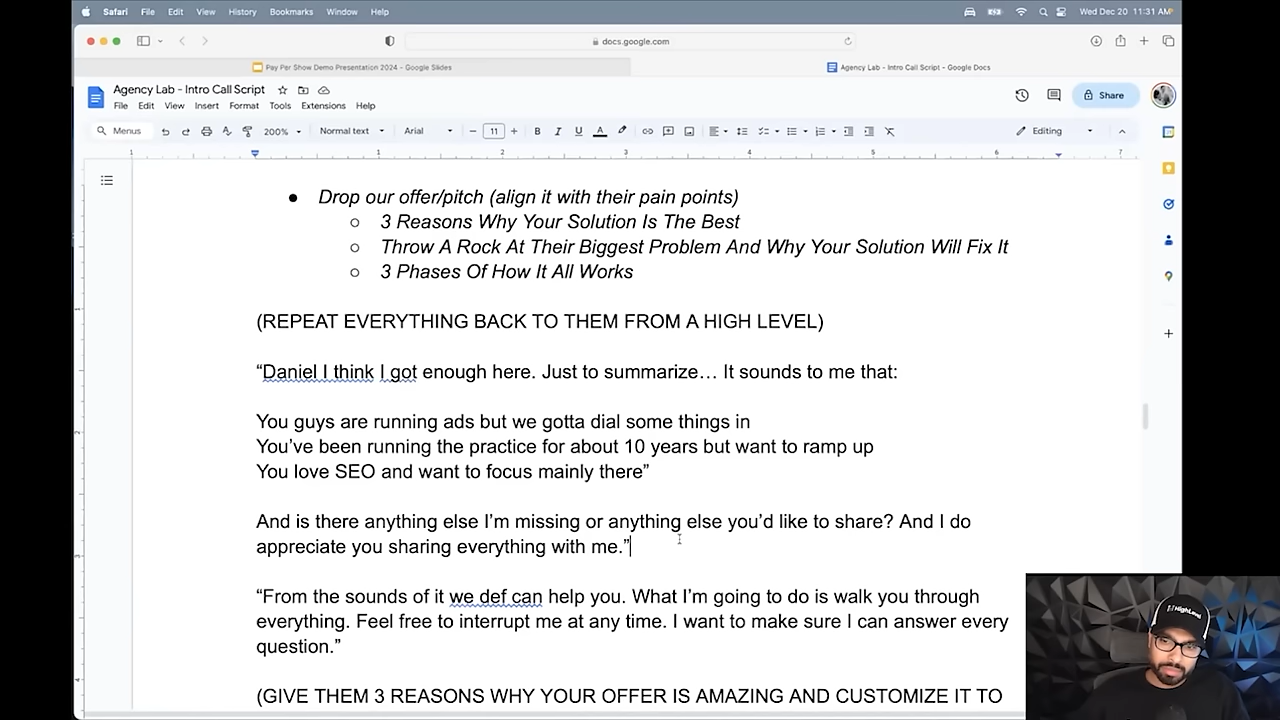 Safari File Edit View History Bookmarks Window Help Wed Dec 20 11:31 AM
docs.google.com
Pay Per Show Demo Presentation 2024 - Google Slides
Agency Lab - Intro Call Script - Google Docs
Agency Lab - Intro Call Script
Share
File Edit View Insert Format Tools Extensions Help
Menus 200% Normal text Arial 11 Editing
1 1 2 3 4 5 6 7
● Drop our offer/pitch (align it with their pain points)
○ 3 Reasons Why Your Solution Is The Best
○ Throw A Rock At Their Biggest Problem And Why Your Solution Will Fix It
○ 3 Phases Of How It All Works
(REPEAT EVERYTHING BACK TO THEM FROM A HIGH LEVEL)
“Daniel I think I got enough here. Just to summarize… It sounds to me that:
You guys are running ads but we gotta dial some things in
You’ve been running the practice for about 10 years but want to ramp up
You love SEO and want to focus mainly there”
And is there anything else I’m missing or anything else you’d like to share? And I do
appreciate you sharing everything with me.”
“From the sounds of it we def can help you. What I’m going to do is walk you through
everything. Feel free to interrupt me at any time. I want to make sure I can answer every
question.”
(GIVE THEM 3 REASONS WHY YOUR OFFER IS AMAZING AND CUSTOMIZE IT TO
HighLevel